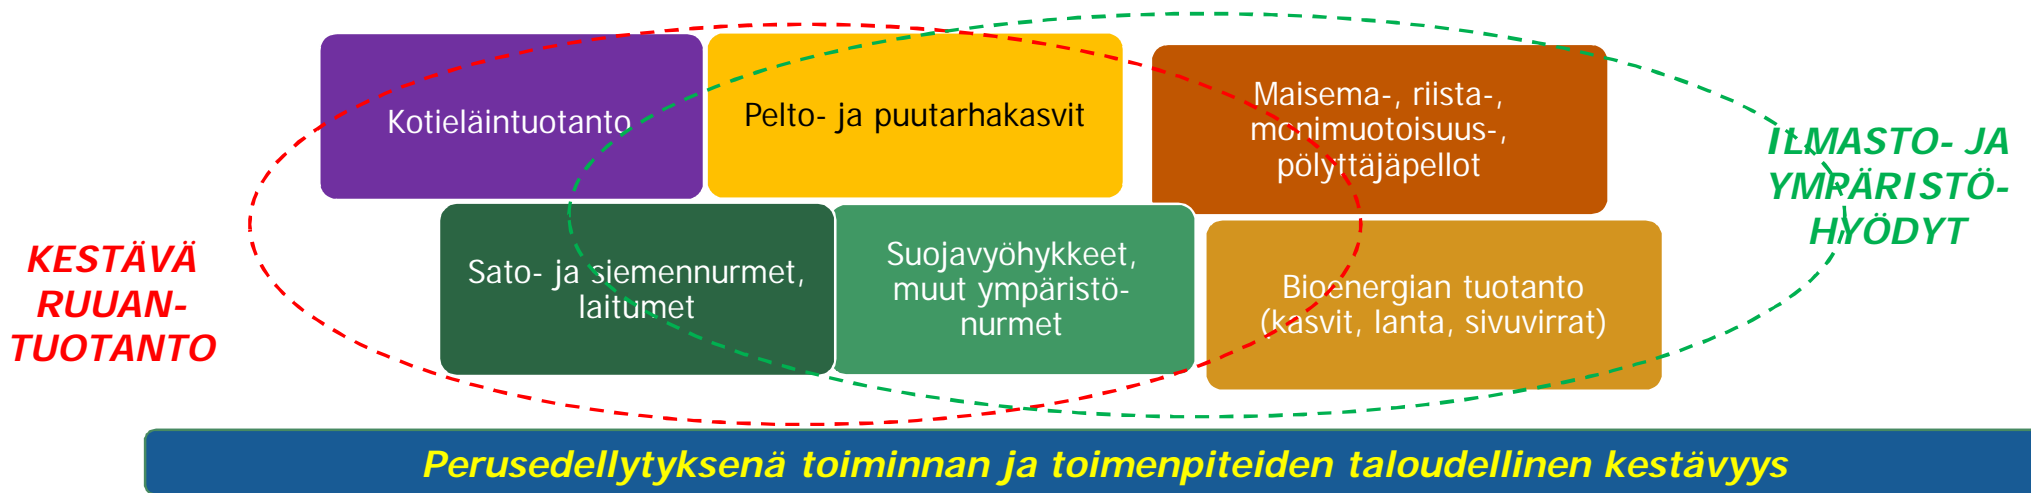 Kotieläintuotanto
Pelto- ja puutarhakasvit
Maisema-, riista-,
monimuotoisuus-,
pölyttäjäpellot
ILMASTO- JA
YMPÄRISTÖ-
HYÖDYT
KESTÄVÄ
RUUAN-
TUOTANTO
Sato- ja siemennurmet,
laitumet
Suojavyöhykkeet,
muut ympäristö-
nurmet
Bioenergian tuotanto
(kasvit, lanta, sivuvirrat)
Perusedellytyksenä toiminnan ja toimenpiteiden taloudellinen kestävyys